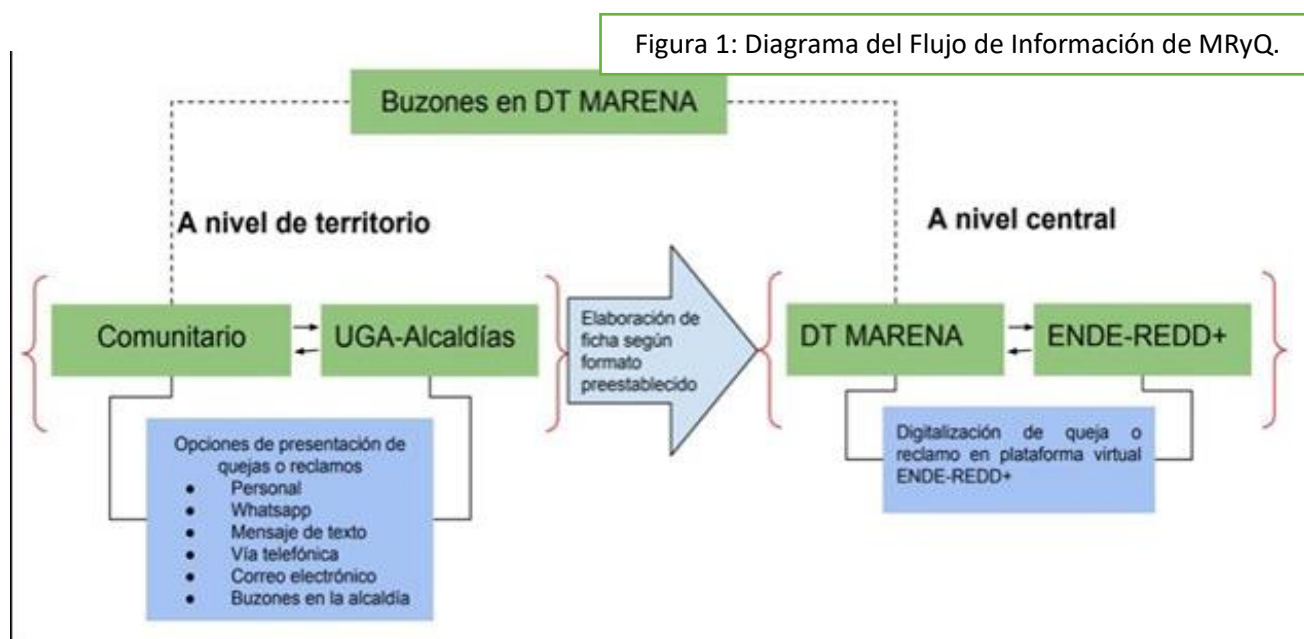 Figura 1: Diagrama del Flujo de Información de MRyQ.
Buzones en DT MARENA
A nivel de territorio
A nivel central
Comunitario
UGA-Alcaldías
Elaboración de
ficha según
formato
preestablecido
DT MARENA
ENDE-REDD+
Opciones de presentación de
quejas o reclamos
● Personal
● Whatsapp
● Mensaje de texto
● Vía telefónica
● Correo electrónico
● Buzones en la alcaldía
Digitalización de queja o
reclamo en plataforma virtual
ENDE-REDD+